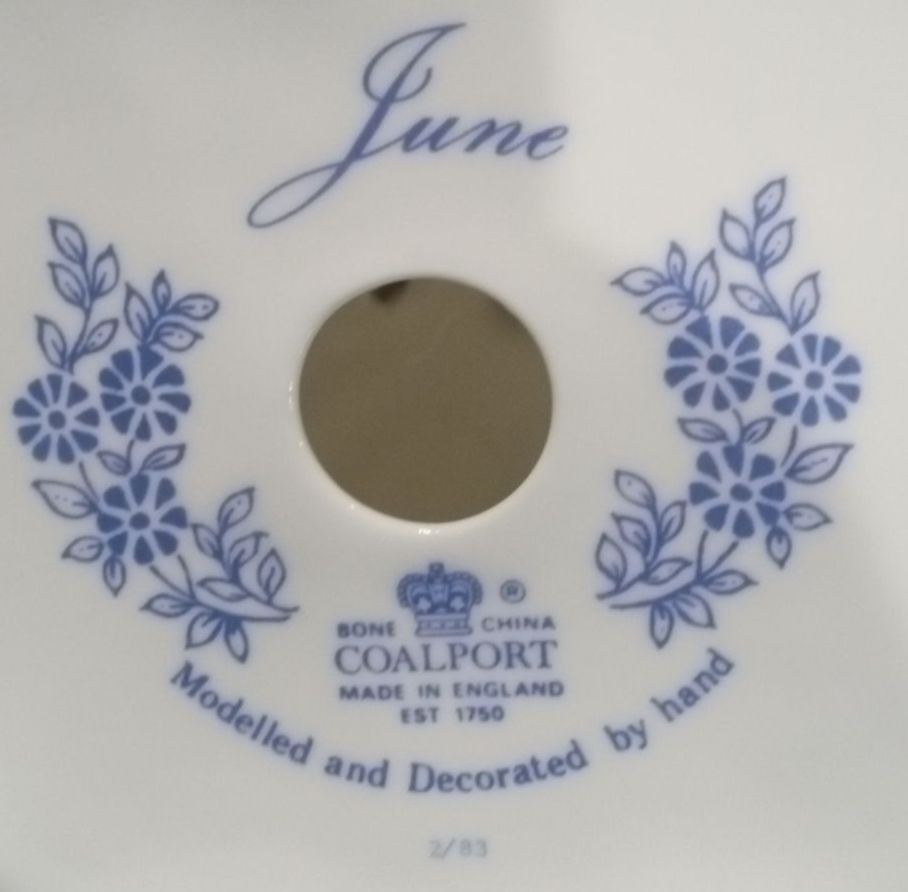 June
®
BONE CHINA
COALPORT
MADE IN ENGLAND
EST 1750
Modelled and Decorated by hand
2/83